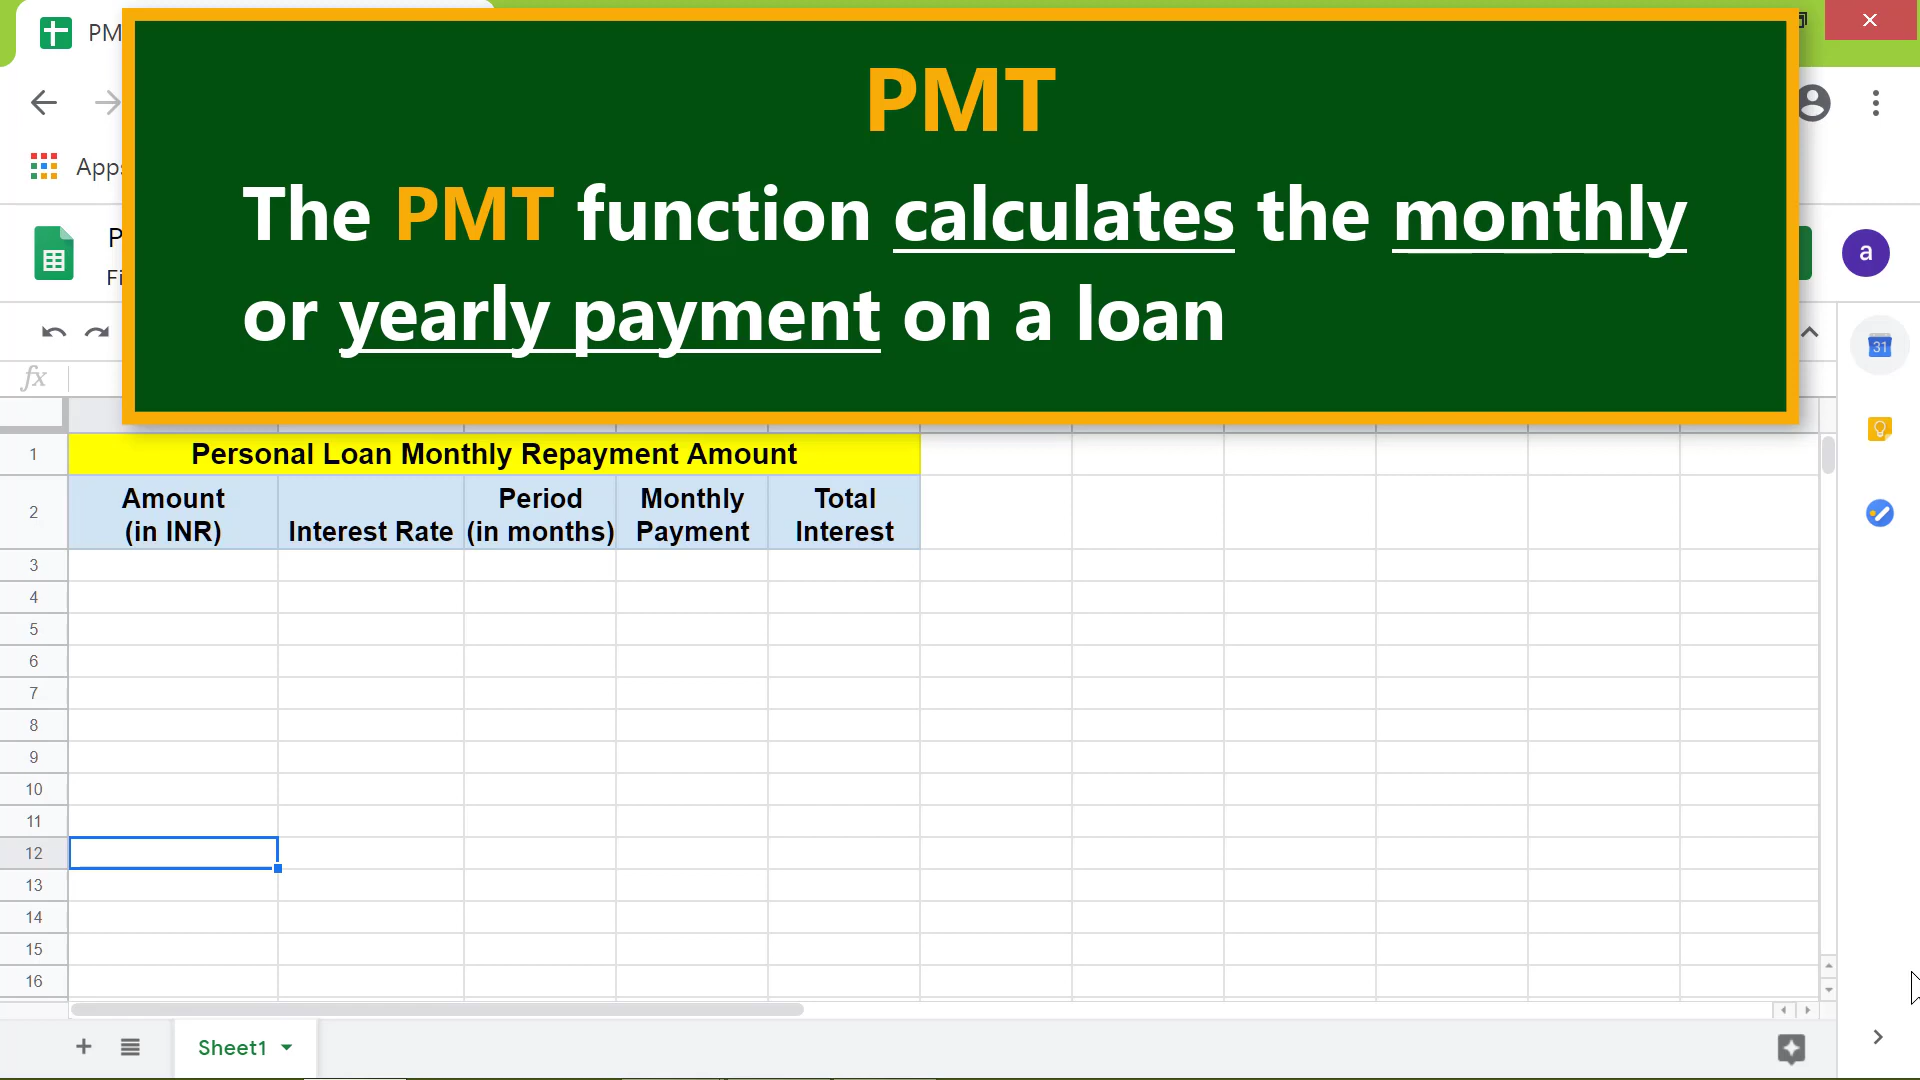 PM
PMT
The PMT function calculates the monthly
or yearly payment on a loan
Apps
P
Fi
a
31
fx
1 Personal Loan Monthly Repayment Amount
2 Amount (in INR) Interest Rate Period (in months) Monthly Payment Total Interest
3
4
5
6
7
8
9
10
11
12
13
14
15
16
Sheet1